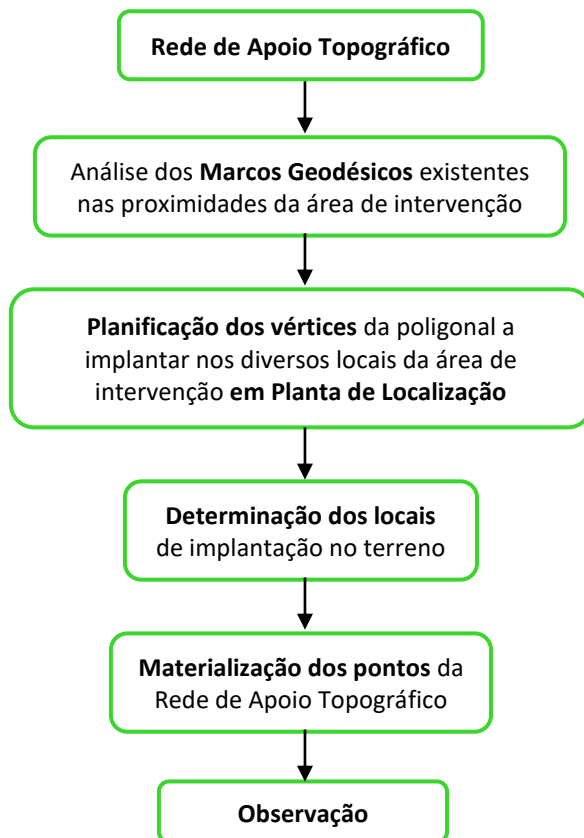 Rede de Apoio Topográfico
Análise dos Marcos Geodésicos existentes
nas proximidades da área de intervenção
Planificação dos vértices da poligonal a
implantar nos diversos locais da área de
intervenção em Planta de Localização
Determinação dos locais
de implantação no terreno
Materialização dos pontos da
Rede de Apoio Topográfico
Observação